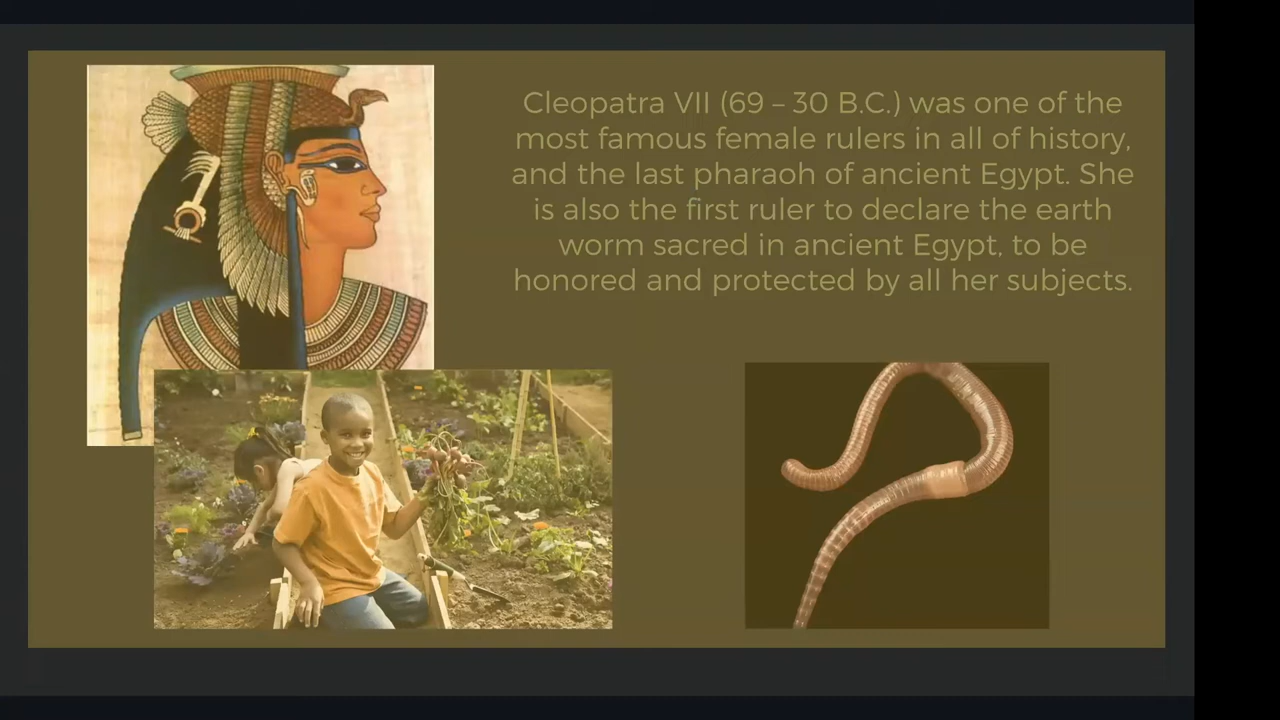 Cleopatra VII (69 – 30 B.C.) was one of the
most famous female rulers in all of history,
and the last pharaoh of ancient Egypt. She
is also the first ruler to declare the earth
worm sacred in ancient Egypt, to be
honored and protected by all her subjects.